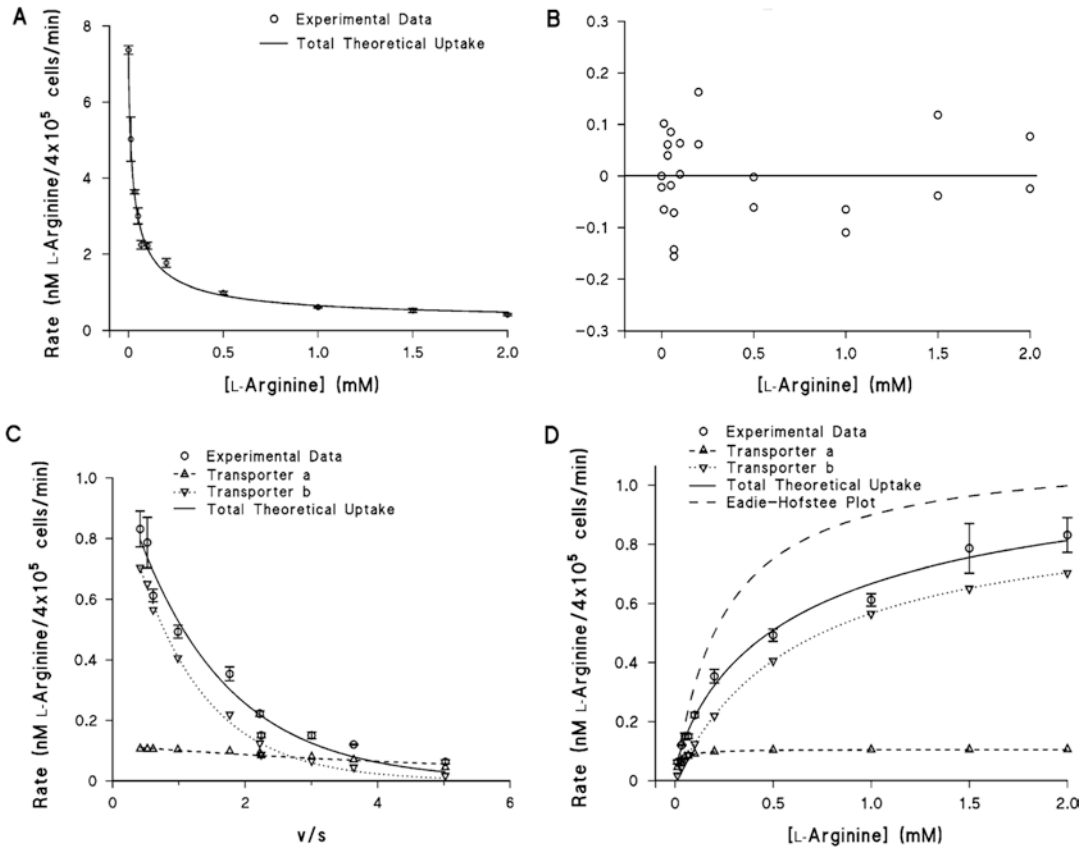 A
Experimental Data
Total Theoretical Uptake
Rate (nM L-Arginine/4x10⁵ cells/min)
8
6
4
2
0
0
0.5
1.0
1.5
2.0
[L-Arginine] (mM)
B
0.3
0.2
0.1
0
−0.1
−0.2
−0.3
0
0.5
1.0
1.5
2.0
[L-Arginine] (mM)
C
Experimental Data
Transporter a
Transporter b
Total Theoretical Uptake
Rate (nM L-Arginine/4x10⁵ cells/min)
1.0
0.8
0.6
0.4
0.2
0
0
2
4
6
v/s
D
Experimental Data
Transporter a
Transporter b
Total Theoretical Uptake
Eadie-Hofstee Plot
Rate (nM L-Arginine/4x10⁵ cells/min)
1.0
0.8
0.6
0.4
0.2
0
0
0.5
1.0
1.5
2.0
[L-Arginine] (mM)